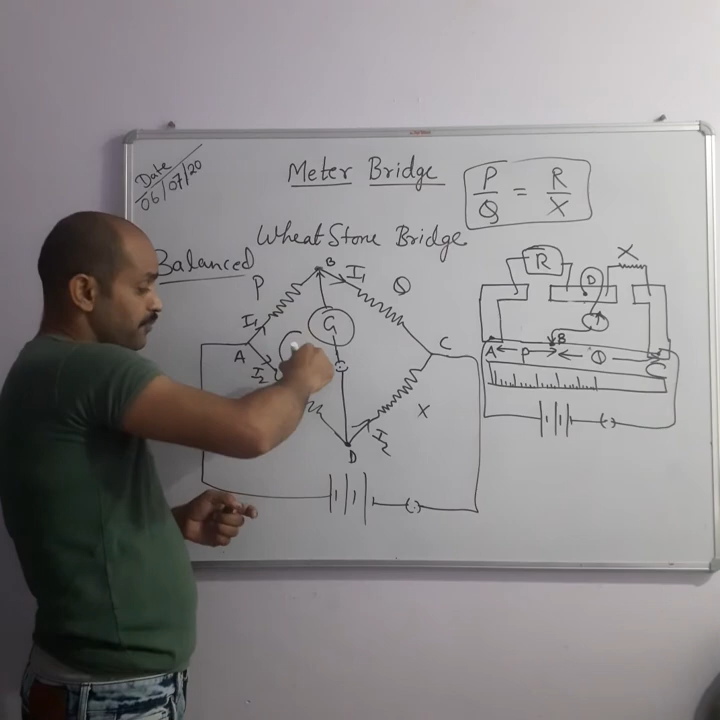 Date
06/07/20
Meter Bridge
P/Q = R/X
Wheat Stone Bridge
Balanced
B
P
I1
Q
G
I1
A
I2
C
X
I2
D
R
X
D
B
A P Q C